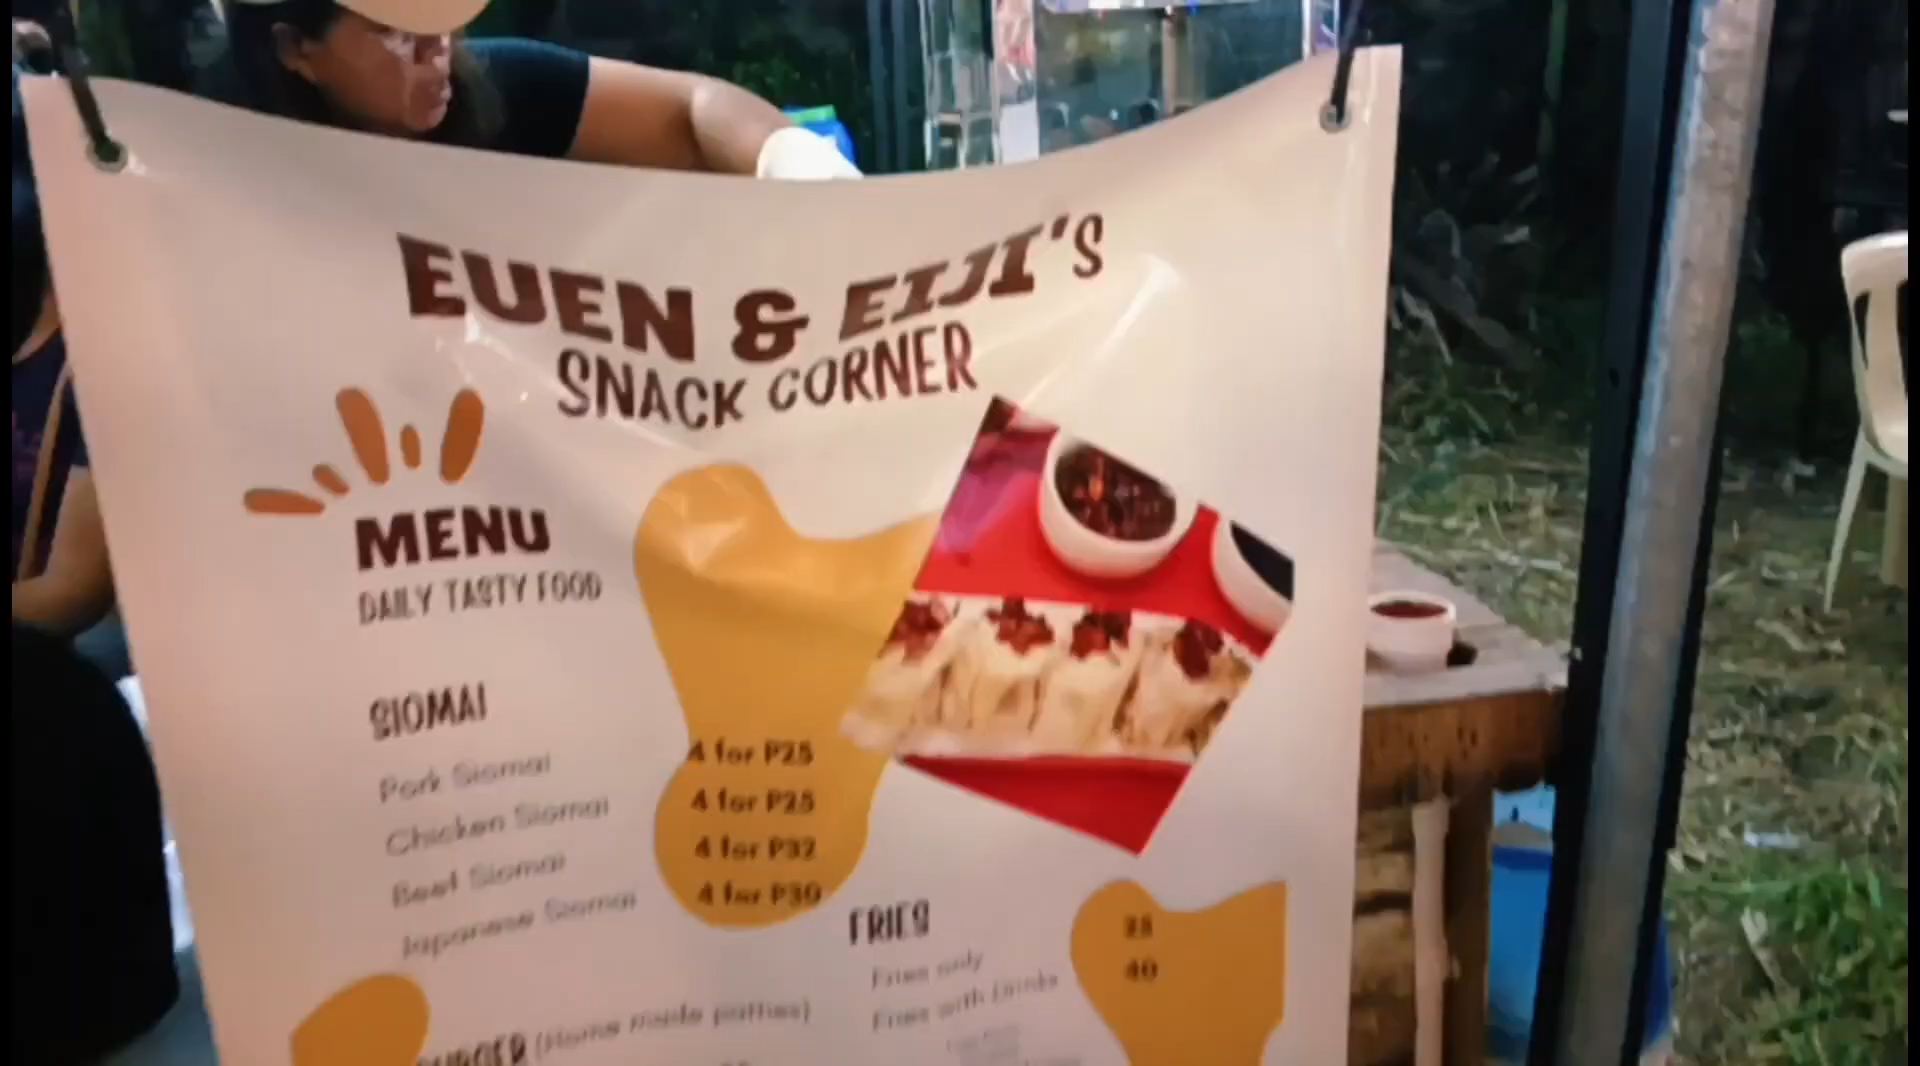 EUEN & EIJI'S
SNACK CORNER
MENU
DAILY TASTY FOOD
SIOMAI
Pork Siomai 4 for P25
Chicken Siomai 4 for P25
Beef Siomai 4 for P32
Japanese Siomai 4 for P30
FRIES
Fries only
Fries with Drinks 40
BURGER (Home made patties)